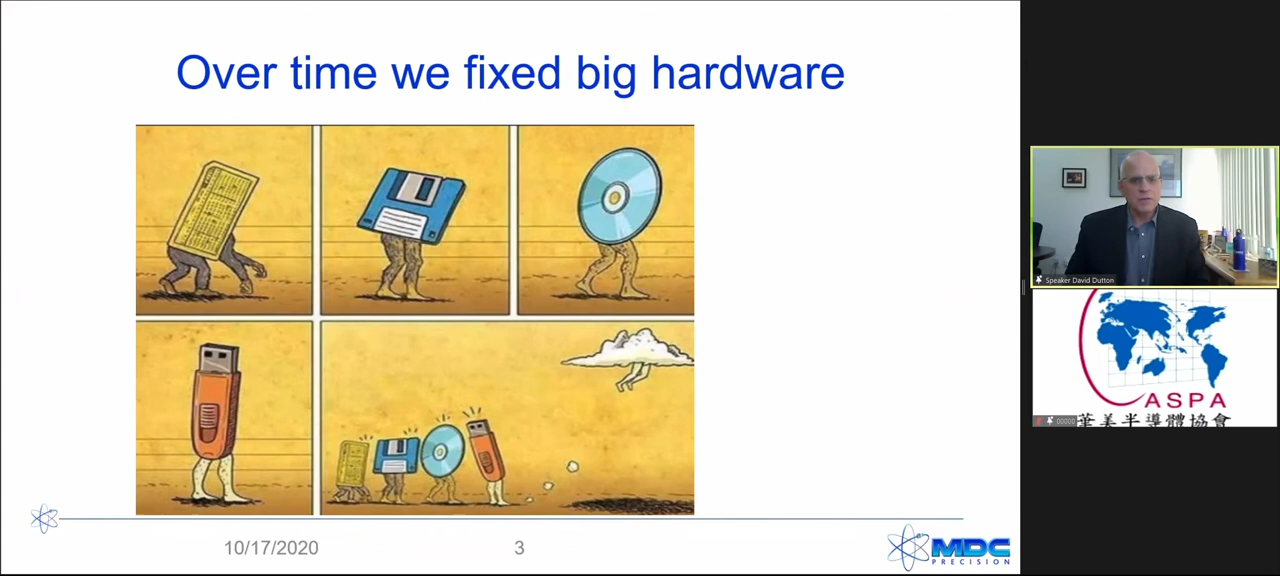 Over time we fixed big hardware
10/17/2020
3
MDC
PRECISION
Speaker David Dutton
ASPA
華美半導體協會
00000